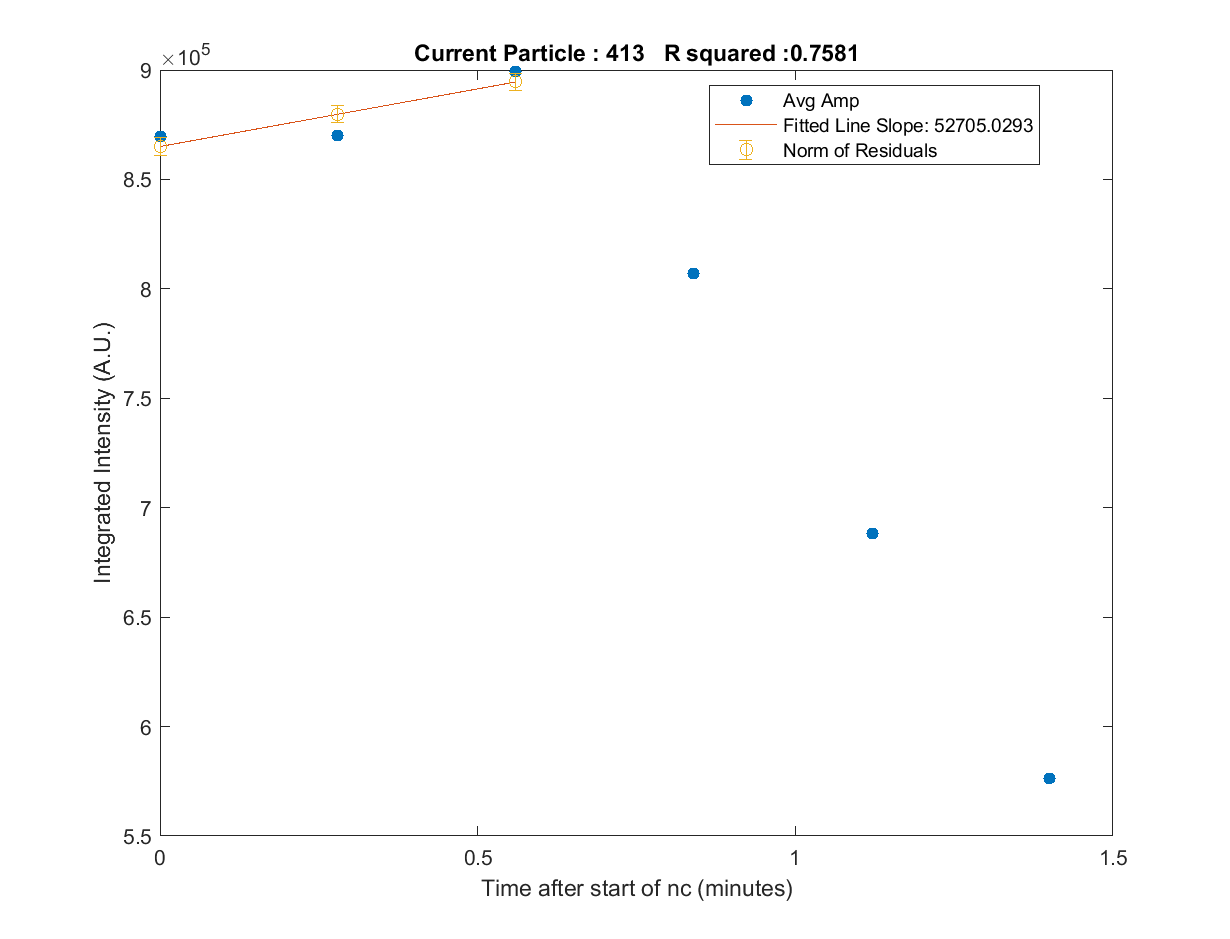 Current Particle : 413   R squared :0.7581
×10^5
9
8.5
8
7.5
7
6.5
6
5.5
0
0.5
1
1.5
Integrated Intensity (A.U.)
Time after start of nc (minutes)
Avg Amp
Fitted Line Slope: 52705.0293
Norm of Residuals